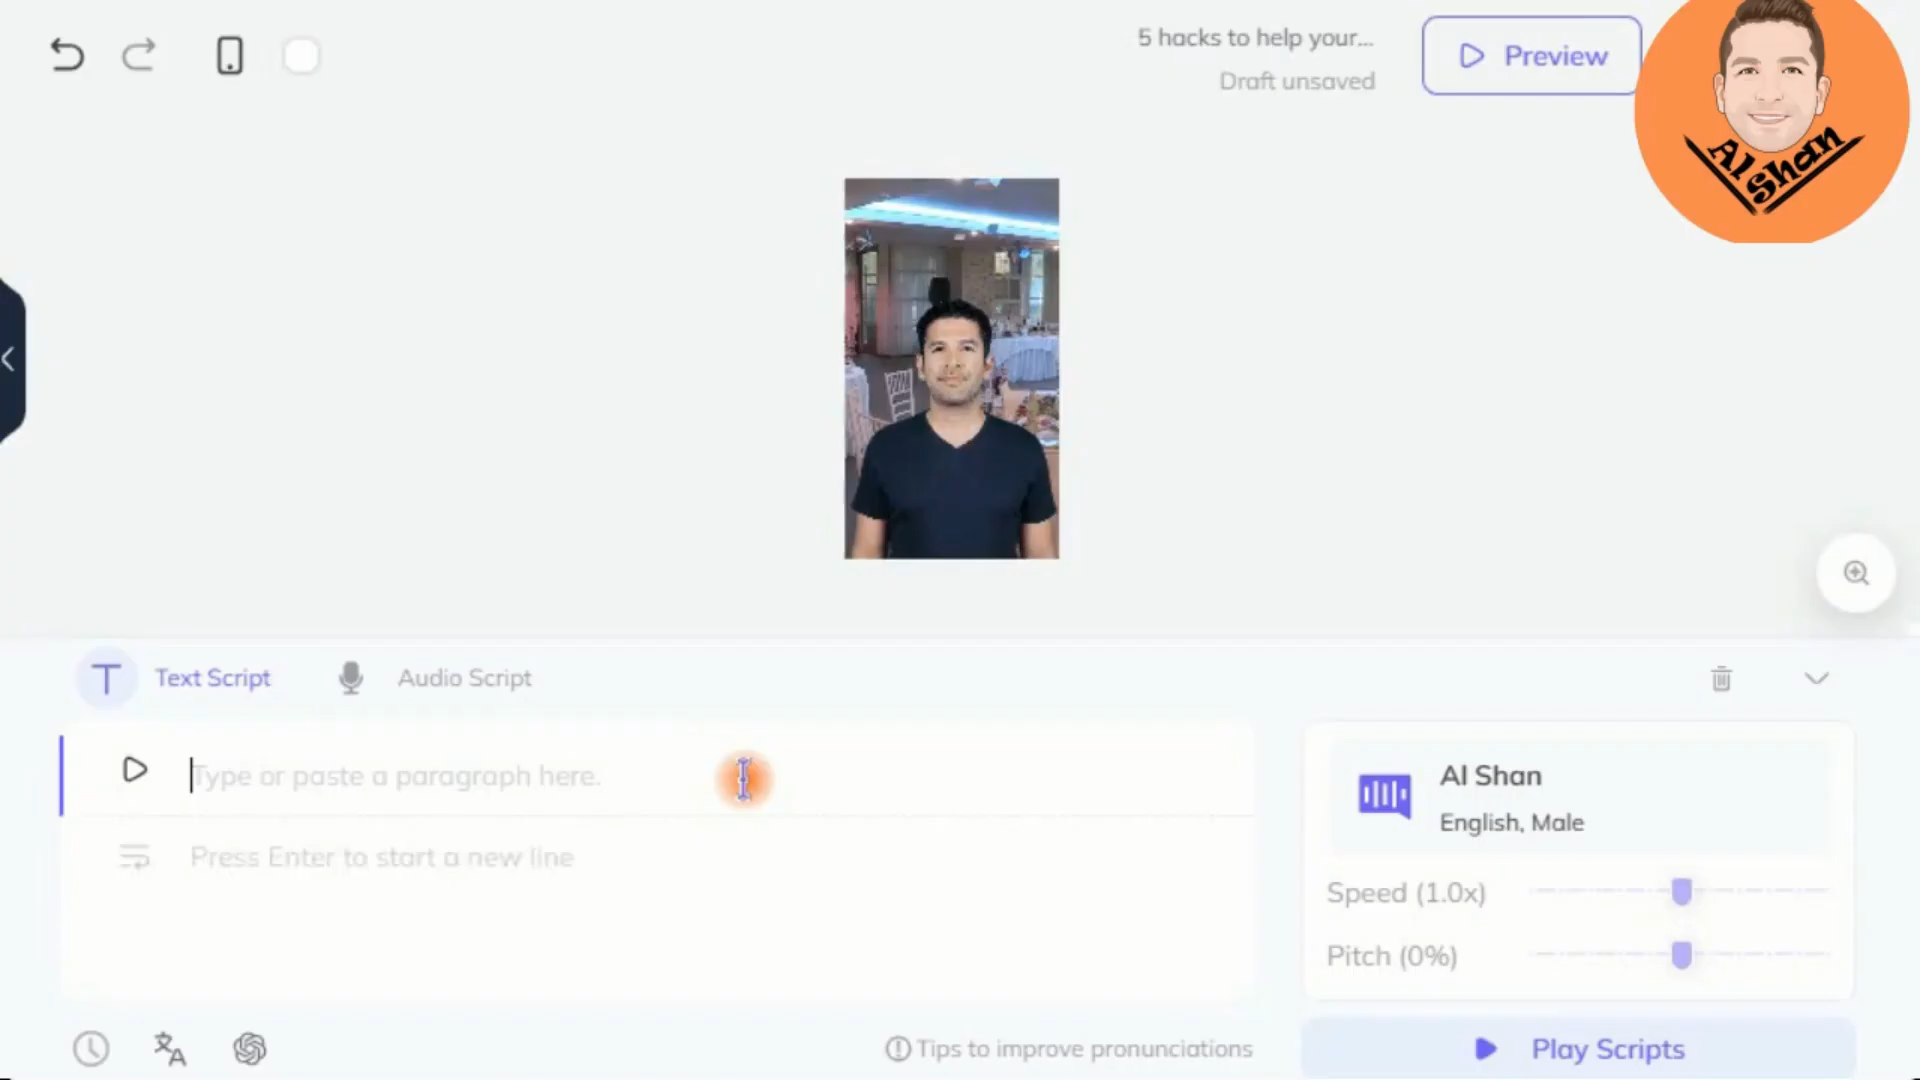 5 hacks to help your...
Draft unsaved
Preview
Al Shan
T
Text Script
Audio Script
Type or paste a paragraph here.
Press Enter to start a new line
Al Shan
English, Male
Speed (1.0x)
Pitch (0%)
文A
Tips to improve pronunciations
Play Scripts